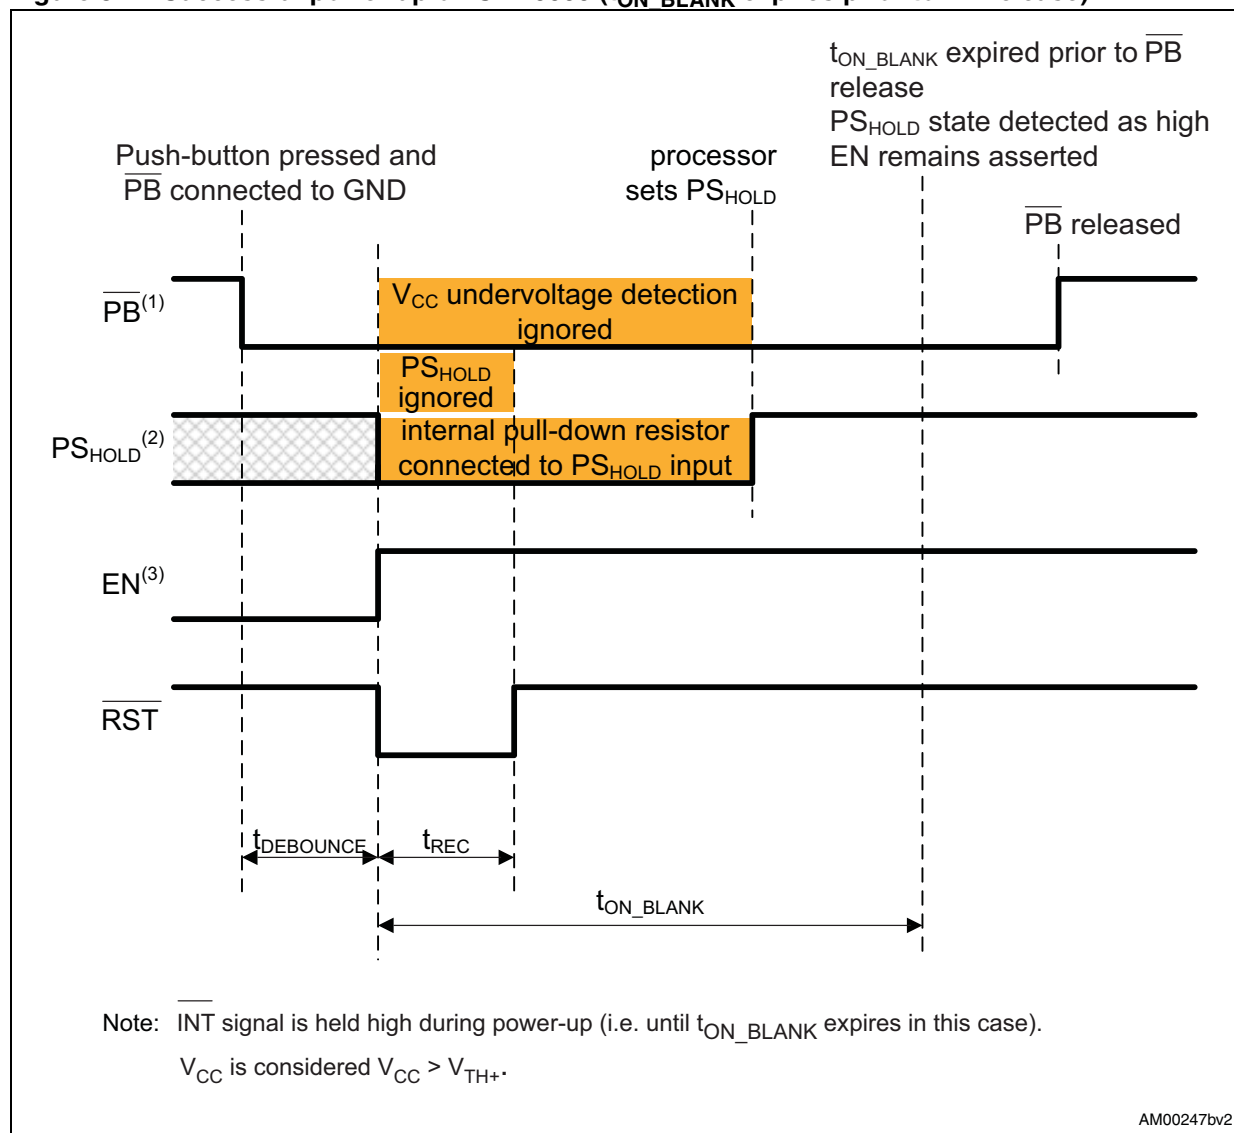 tON_BLANK
tON_BLANK expired prior to PB
release
PSHOLD state detected as high
EN remains asserted
Push-button pressed and
PB connected to GND
processor
sets PSHOLD
PB released
PB(1)
VCC undervoltage detection
ignored
PSHOLD
ignored
PSHOLD(2)
internal pull-down resistor
connected to PSHOLD input
EN(3)
RST
tDEBOUNCE
tREC
tON_BLANK
Note: INT signal is held high during power-up (i.e. until tON_BLANK expires in this case).
VCC is considered VCC > VTH+.
AM00247bv2